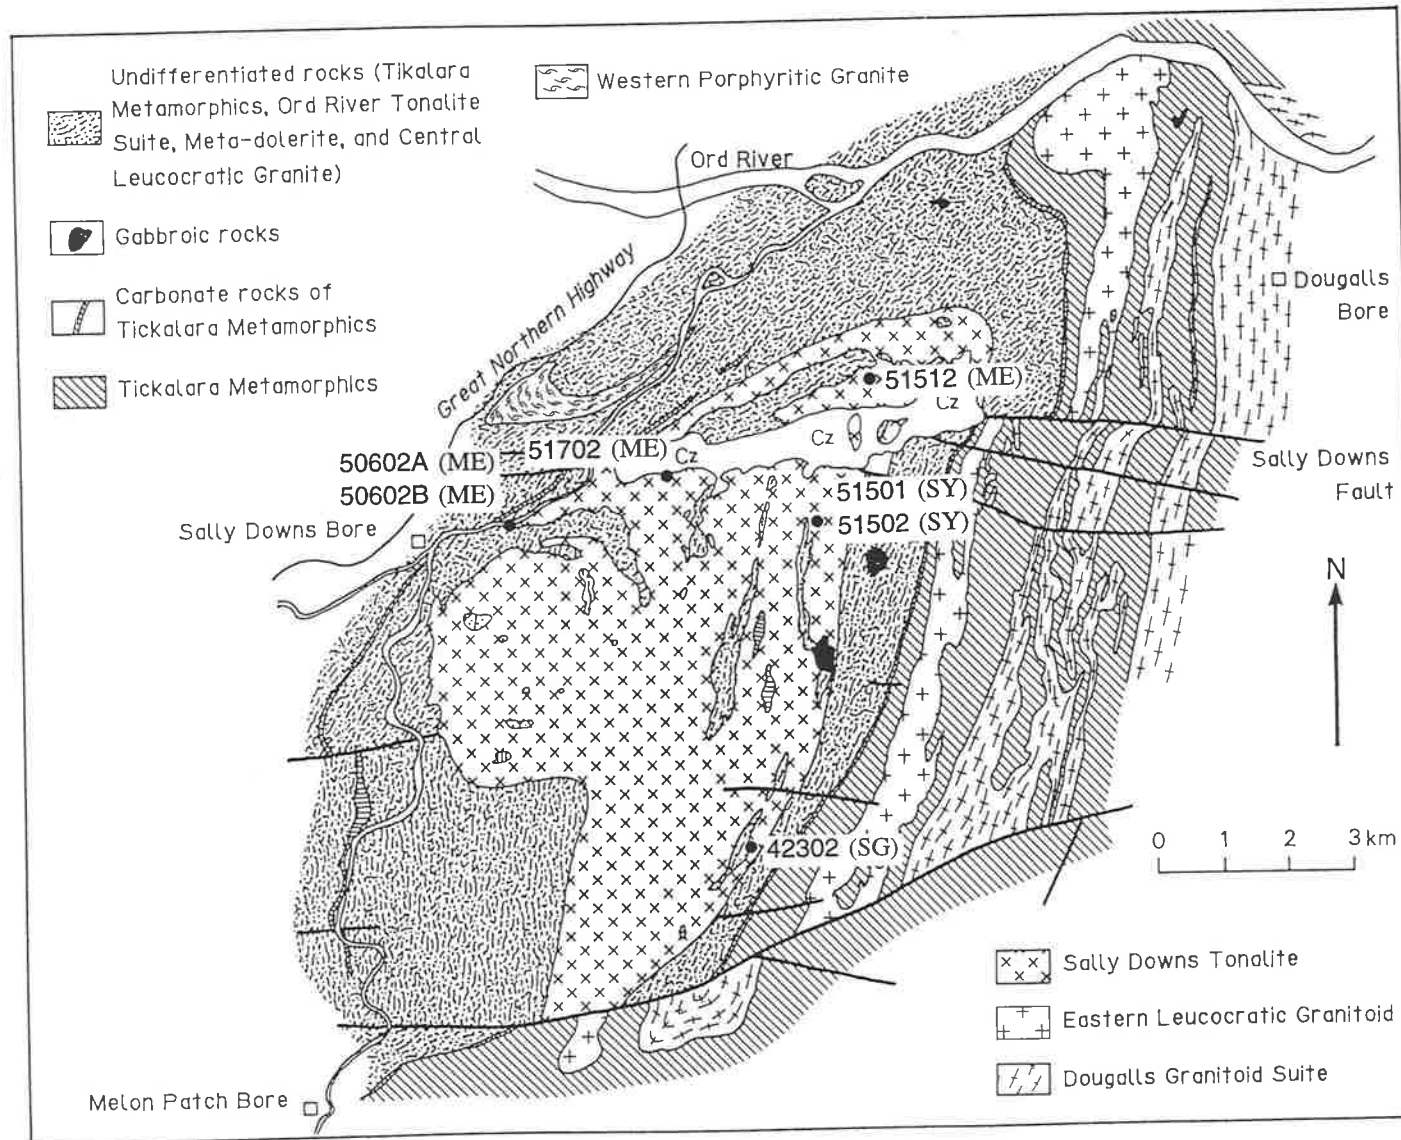 Undifferentiated rocks (Tikalara
Metamorphics, Ord River Tonalite
Suite, Meta-dolerite, and Central
Leucocratic Granite)
Gabbroic rocks
Carbonate rocks of
Tickalara Metamorphics
Tickalara Metamorphics
Western Porphyritic Granite
Ord River
Great Northern Highway
Dougalls
Bore
51512 (ME)
Cz
Cz
51702 (ME)
Cz
50602A (ME)
50602B (ME)
51501 (SY)
51502 (SY)
Sally Downs
Fault
Sally Downs Bore
N
42302 (SG)
0 1 2 3 km
Sally Downs Tonalite
Eastern Leucocratic Granitoid
Dougalls Granitoid Suite
Melon Patch Bore